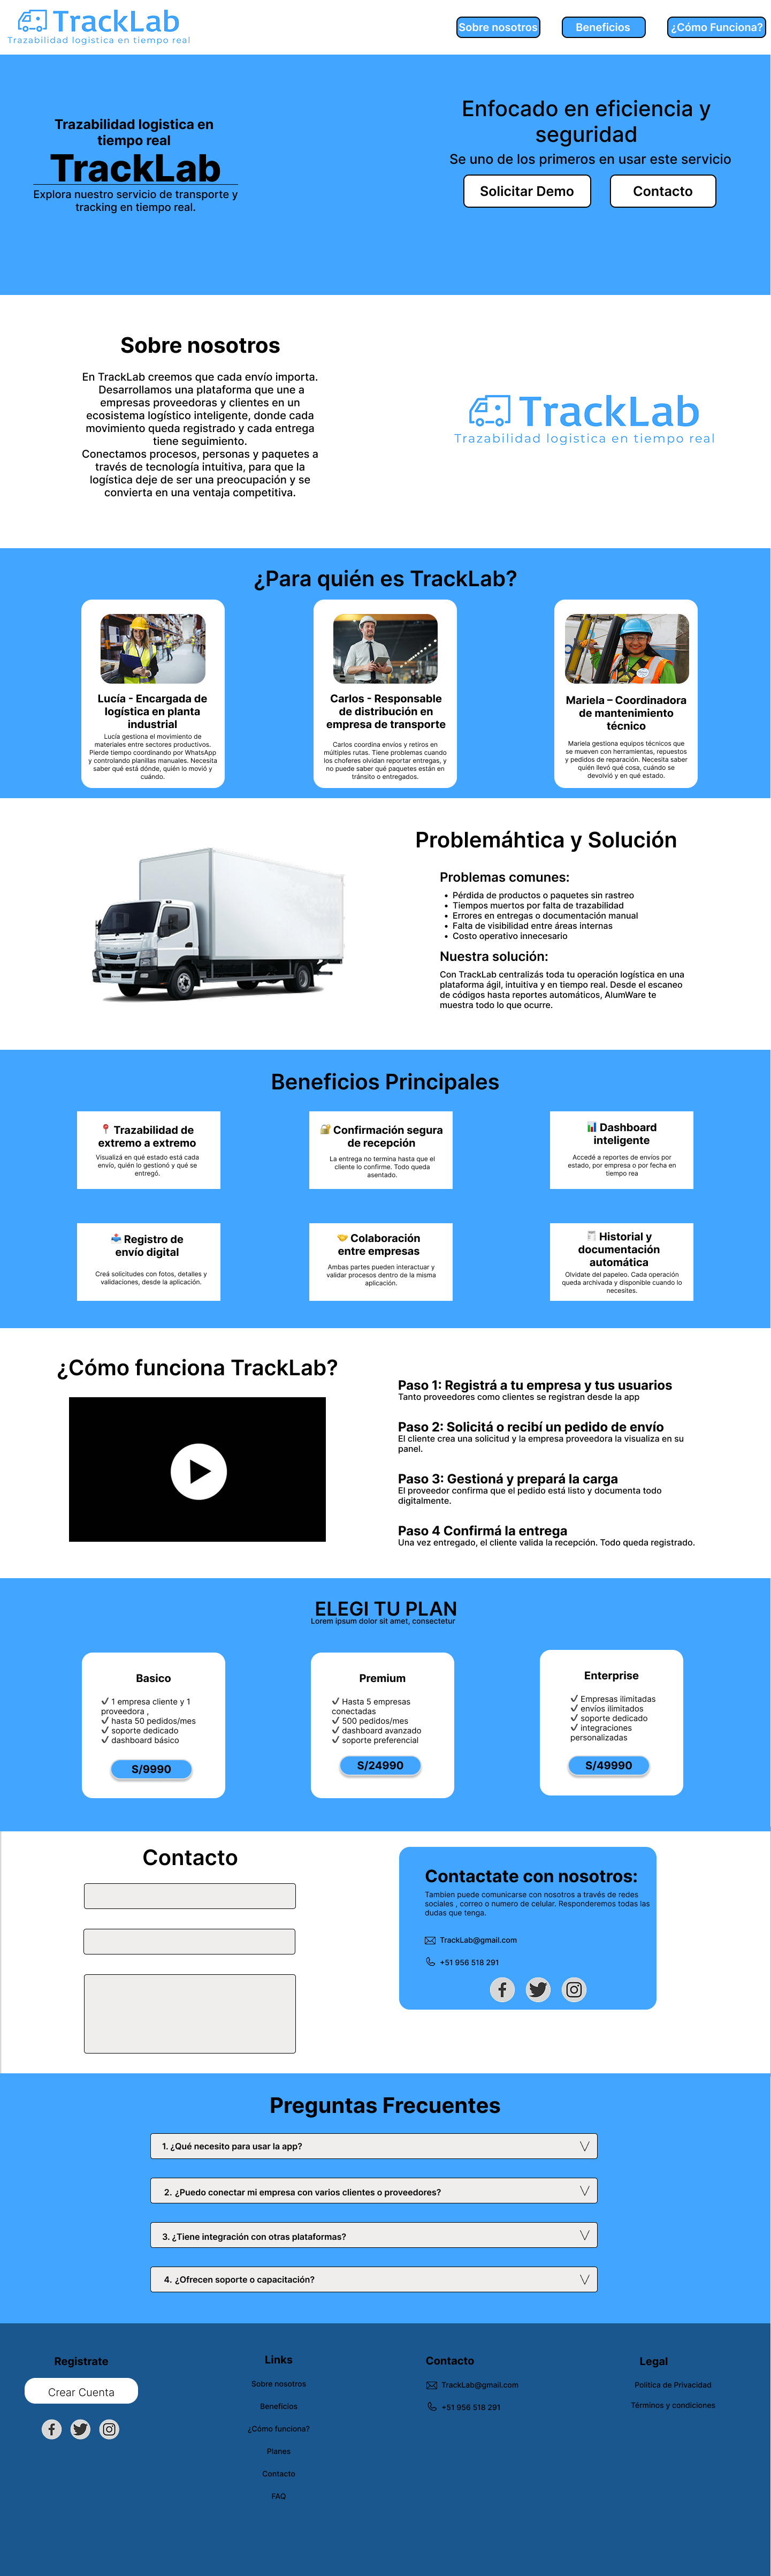 TrackLab
Trazabilidad logistica en tiempo real
Sobre nosotros
Beneficios
¿Cómo Funciona?
Trazabilidad logistica en
tiempo real
TrackLab
Explora nuestro servicio de transporte y
tracking en tiempo real.
Enfocado en eficiencia y
seguridad
Se uno de los primeros en usar este servicio
Solicitar Demo
Contacto
Sobre nosotros
En TrackLab creemos que cada envío importa.
Desarrollamos una plataforma que une a
empresas proveedoras y clientes en un
ecosistema logístico inteligente, donde cada
movimiento queda registrado y cada entrega
tiene seguimiento.
Conectamos procesos, personas y paquetes a
través de tecnología intuitiva, para que la
logística deje de ser una preocupación y se
convierta en una ventaja competitiva.
TrackLab
Trazabilidad logistica en tiempo real
¿Para quién es TrackLab?
Lucía - Encargada de
logística en planta
industrial
Lucía gestiona el movimiento de
materiales entre sectores productivos.
Pierde tiempo coordinando por WhatsApp
y controlando planillas manuales. Necesita
saber qué está dónde, quién lo movió y
cuándo.
Carlos - Responsable
de distribución en
empresa de transporte
Carlos coordina envíos y retiros en
múltiples rutas. Tiene problemas cuando
los choferes olvidan reportar entregas, y
no puede saber qué paquetes están en
tránsito o entregados.
Mariela – Coordinadora
de mantenimiento
técnico
Mariela gestiona equipos técnicos que
se mueven con herramientas, repuestos
y pedidos de reparación. Necesita saber
quién llevó qué cosa, cuándo se
devolvió y en qué estado.
Problemáhtica y Solución
Problemas comunes:
• Pérdida de productos o paquetes sin rastreo
• Tiempos muertos por falta de trazabilidad
• Errores en entregas o documentación manual
• Falta de visibilidad entre áreas internas
• Costo operativo innecesario
Nuestra solución:
Con TrackLab centralizás toda tu operación logística en una
plataforma ágil, intuitiva y en tiempo real. Desde el escaneo
de códigos hasta reportes automáticos, AlumWare te
muestra todo lo que ocurre.
Beneficios Principales
📍 Trazabilidad de
extremo a extremo
Visualizá en qué estado está cada
envío, quién lo gestionó y qué se
entregó.
🔐 Confirmación segura
de recepción
La entrega no termina hasta que el
cliente lo confirme. Todo queda
asentado.
📊 Dashboard
inteligente
Accedé a reportes de envíos por
estado, por empresa o por fecha en
tiempo rea
📤 Registro de
envío digital
Creá solicitudes con fotos, detalles y
validaciones, desde la aplicación.
🤝 Colaboración
entre empresas
Ambas partes pueden interactuar y
validar procesos dentro de la misma
aplicación.
🧾 Historial y
documentación
automática
Olvidate del papeleo. Cada operación
queda archivada y disponible cuando lo
necesites.
¿Cómo funciona TrackLab?
Paso 1: Registrá a tu empresa y tus usuarios
Tanto proveedores como clientes se registran desde la app
Paso 2: Solicitá o recibí un pedido de envío
El cliente crea una solicitud y la empresa proveedora la visualiza en su
panel.
Paso 3: Gestioná y prepará la carga
El proveedor confirma que el pedido está listo y documenta todo
digitalmente.
Paso 4 Confirmá la entrega
Una vez entregado, el cliente valida la recepción. Todo queda registrado.
ELEGI TU PLAN
Lorem ipsum dolor sit amet, consectetur
Basico
✓ 1 empresa cliente y 1
proveedora ,
✓ hasta 50 pedidos/mes
✓ soporte dedicado
✓ dashboard básico
S/9990
Premium
✓ Hasta 5 empresas
conectadas
✓ 500 pedidos/mes
✓ dashboard avanzado
✓ soporte preferencial
S/24990
Enterprise
✓ Empresas ilimitadas
✓ envíos ilimitados
✓ soporte dedicado
✓ integraciones
personalizadas
S/49990
Contacto
Contactate con nosotros:
Tambien puede comunicarse con nosotros a través de redes
sociales , correo o numero de celular. Responderemos todas las
dudas que tenga.
TrackLab@gmail.com
+51 956 518 291
Preguntas Frecuentes
1. ¿Qué necesito para usar la app?
2. ¿Puedo conectar mi empresa con varios clientes o proveedores?
3. ¿Tiene integración con otras plataformas?
4. ¿Ofrecen soporte o capacitación?
Registrate
Crear Cuenta
Links
Sobre nosotros
Beneficios
¿Cómo funciona?
Planes
Contacto
FAQ
Contacto
TrackLab@gmail.com
+51 956 518 291
Legal
Politica de Privacidad
Términos y condiciones